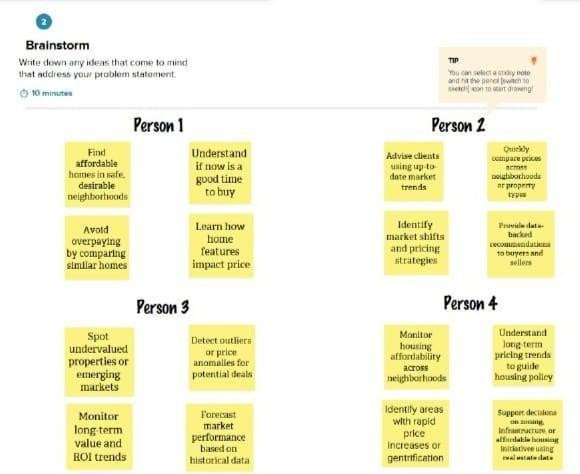 2
Brainstorm
Write down any ideas that come to mind
that address your problem statement.
10 minutes
TIP
You can select a sticky note
and hit the pencil [switch to
sketch] icon to start drawing!
Person 1
Find
affordable
homes in safe,
desirable
neighborhoods
Understand
if now is a
good time
to buy
Avoid
overpaying
by comparing
similar homes
Learn how
home
features
impact price
Person 2
Advise clients
using up-to-
date market
trends
Quickly
compare prices
across
neighborhoods
or property
types
Identify
market shifts
and pricing
strategies
Provide data-
backed
recommendations
to buyers and
sellers
Person 3
Spot
undervalued
properties or
emerging
markets
Detect outliers
or price
anomalies for
potential deals
Monitor
long-term
value and
ROI trends
Forecast
market
performance
based on
historical data
Person 4
Monitor
housing
affordability
across
neighborhoods
Understand
long-term
pricing trends
to guide
housing policy
Identify areas
with rapid
price
increases or
gentrification
Support decisions
on zoning,
infrastructure, or
affordable housing
initiatives using
real estate data